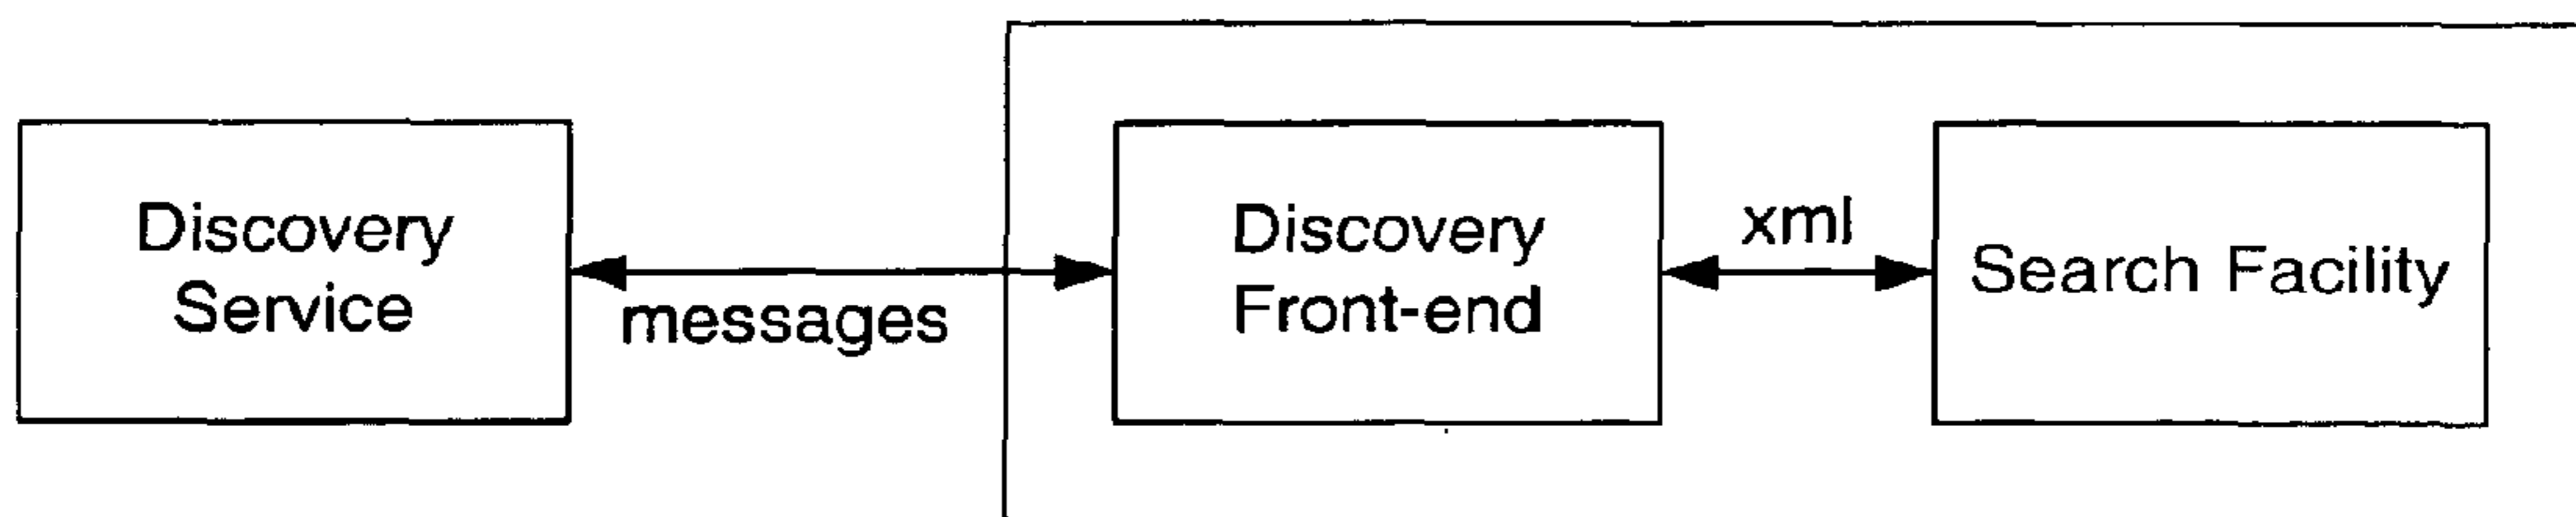 Discovery
Service
messages
Discovery
Front-end
xml
Search Facility